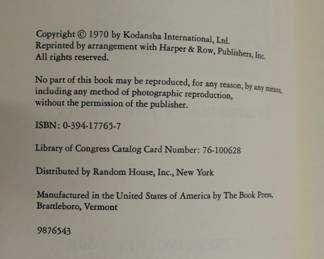 Copyright © 1970 by Kodansha International, Ltd.
Reprinted by arrangement with Harper & Row, Publishers, Inc.
All rights reserved.
No part of this book may be reproduced, for any reason, by any means,
including any method of photographic reproduction,
without the permission of the publisher.
ISBN: 0-394-17765-7
Library of Congress Catalog Card Number: 76-100628
Distributed by Random House, Inc., New York
Manufactured in the United States of America by The Book Press,
Brattleboro, Vermont
9876543